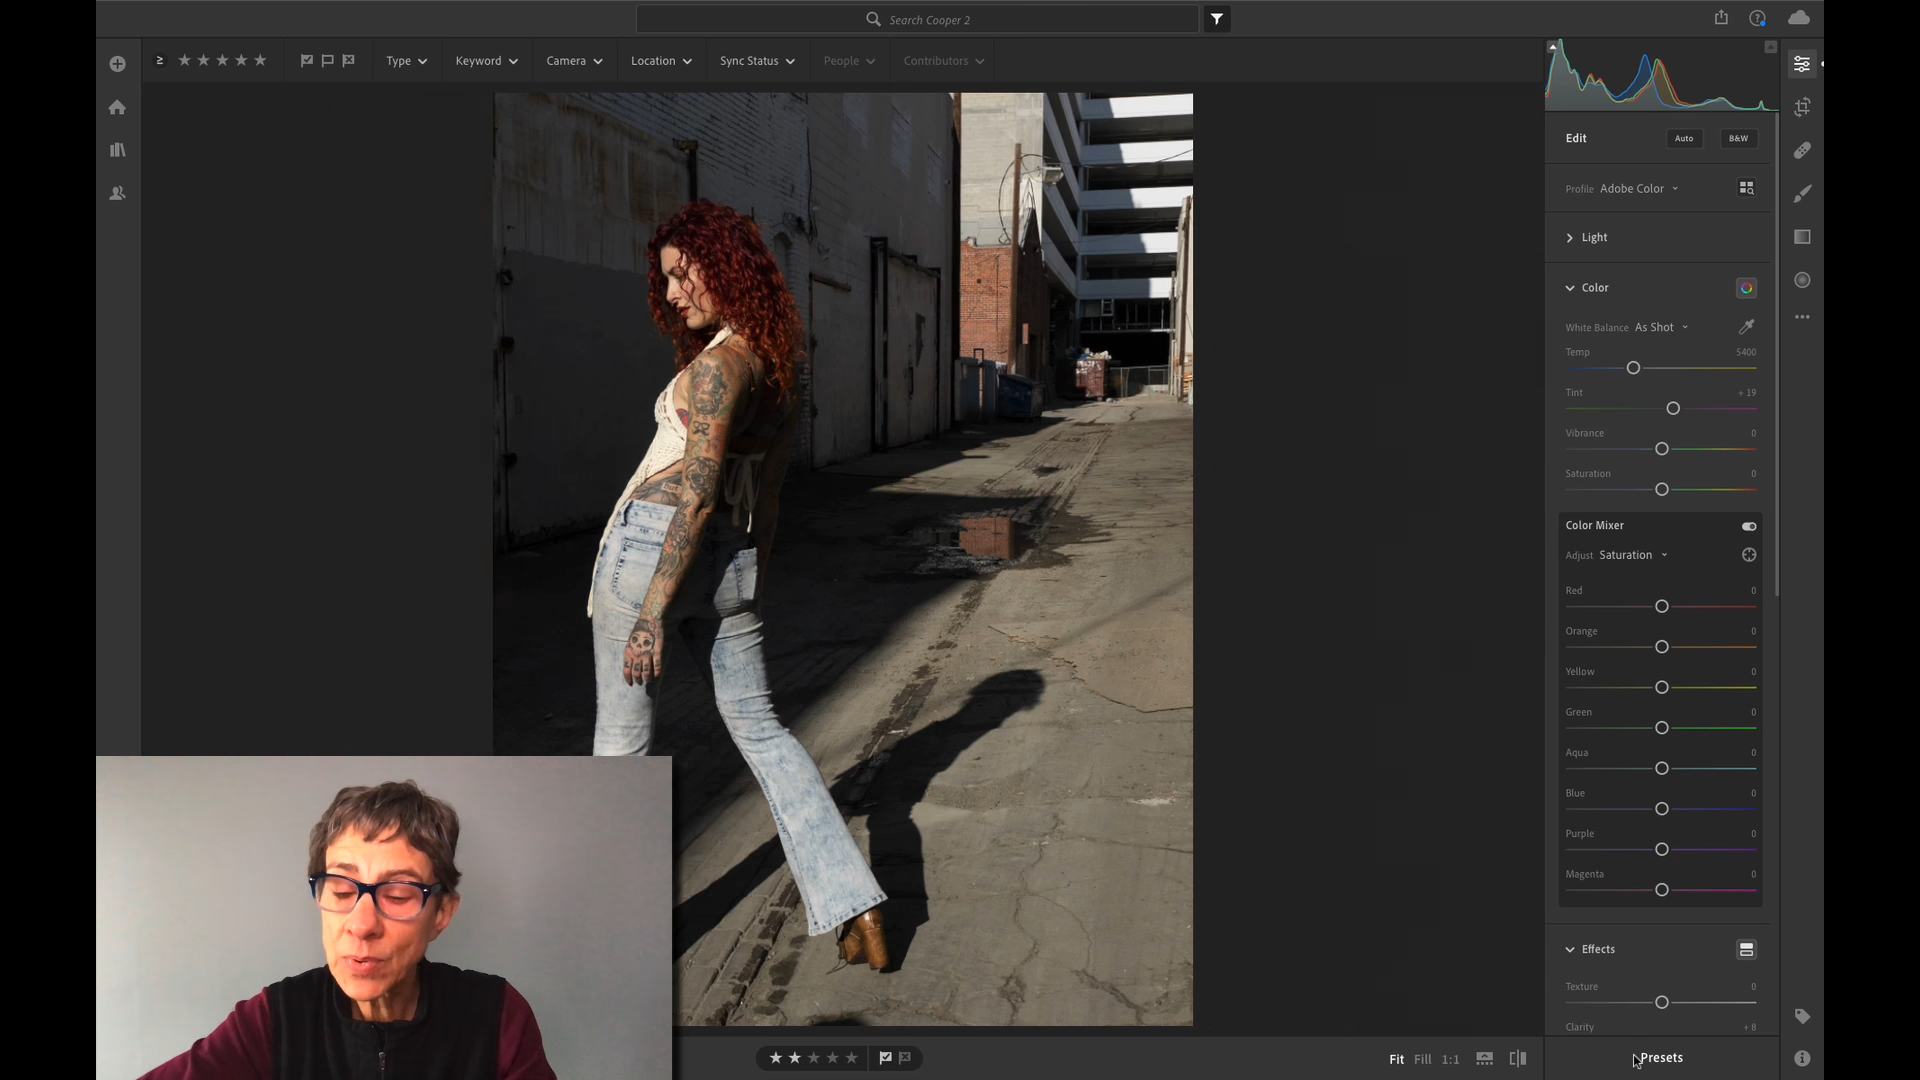 Search Cooper 2
≥
Type
Keyword
Camera
Location
Sync Status
People
Contributors
Edit
Auto
B&W
Profile Adobe Color
Light
Color
White Balance As Shot
Temp 5400
Tint + 19
Vibrance 0
Saturation 0
Color Mixer
Adjust Saturation
Red 0
Orange 0
Yellow 0
Green 0
Aqua 0
Blue 0
Purple 0
Magenta 0
Effects
Texture 0
Clarity + 8
Fit Fill 1:1
Presets